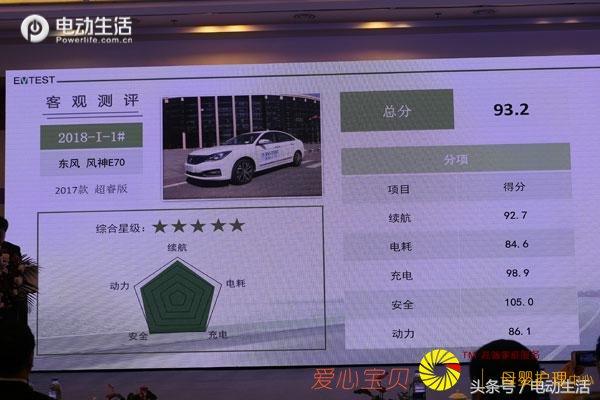 电动生活
Powerlife.com.cn
EVTEST
客观测评
2018-I-1#
东风 风神E70
2017款 超睿版
总分 93.2
分项
项目 得分
续航 92.7
电耗 84.6
充电 98.9
安全 105.0
动力 86.1
综合星级: ★★★★★
续航
动力 电耗
安全 充电
TM
爱心宝贝 母婴护理中心
头条号/电动生活